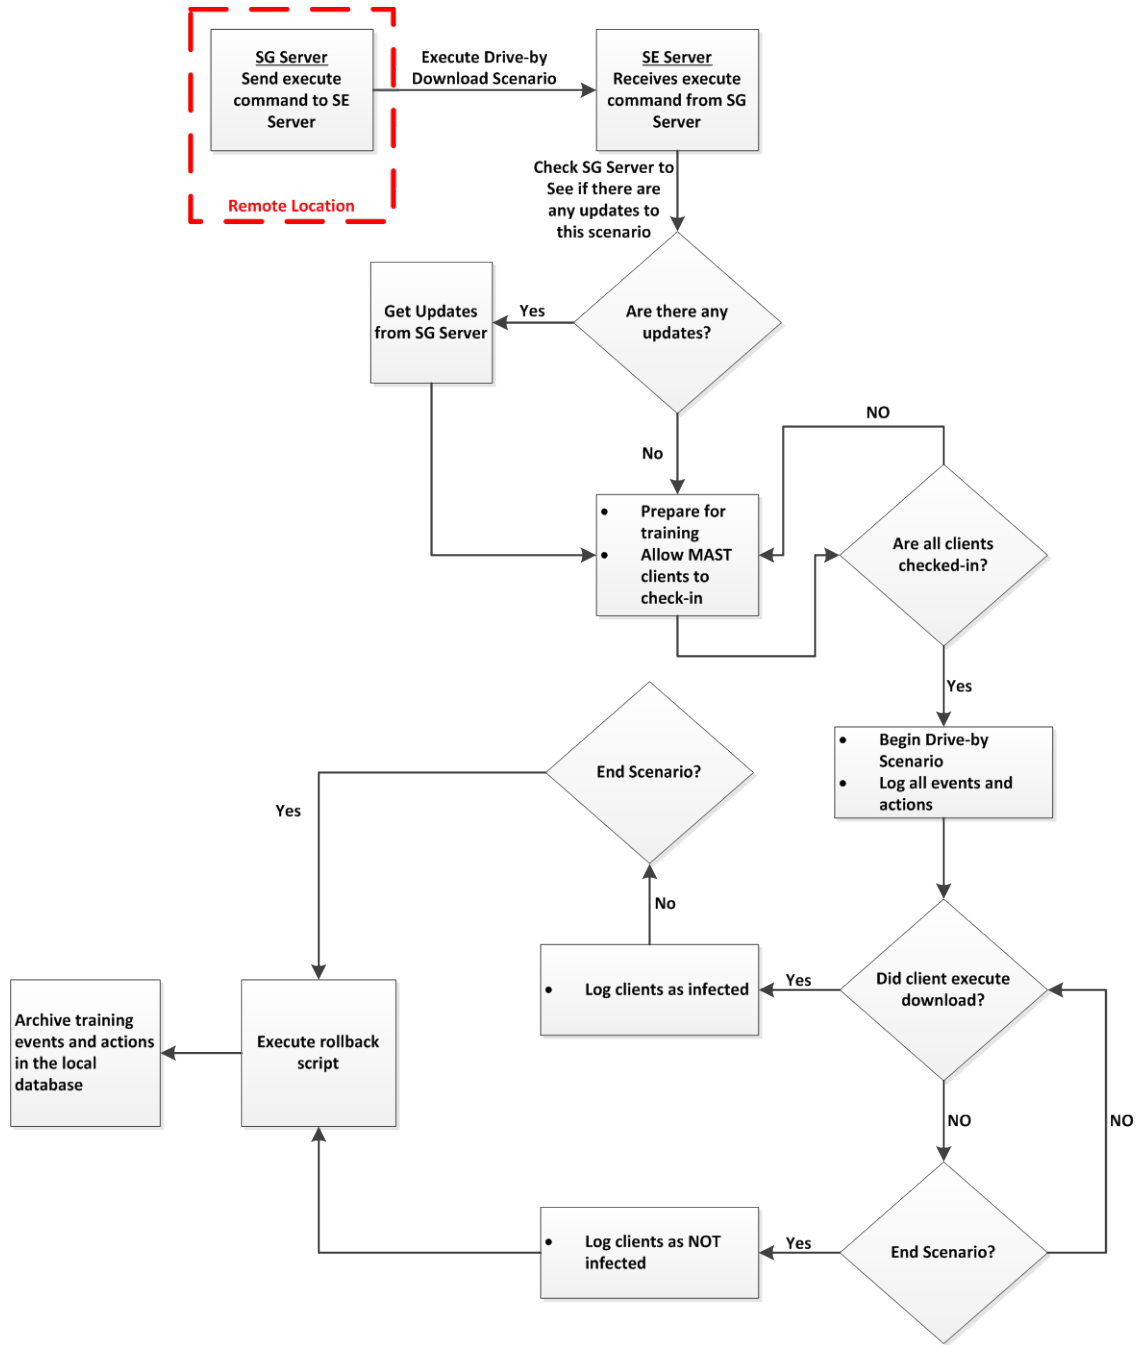 SG Server
Send execute
command to SE
Server
Remote Location
Execute Drive-by
Download Scenario
SE Server
Receives execute
command from SG
Server
Check SG Server to
See if there are
any updates to
this scenario
Are there any
updates?
Yes
Get Updates
from SG Server
No
• Prepare for
training
• Allow MAST
clients to
check-in
NO
Are all clients
checked-in?
Yes
• Begin Drive-by
Scenario
• Log all events and
actions
Did client execute
download?
Yes
• Log clients as infected
No
End Scenario?
Yes
Execute rollback
script
Archive training
events and actions
in the local
database
NO
NO
End Scenario?
Yes
• Log clients as NOT
infected